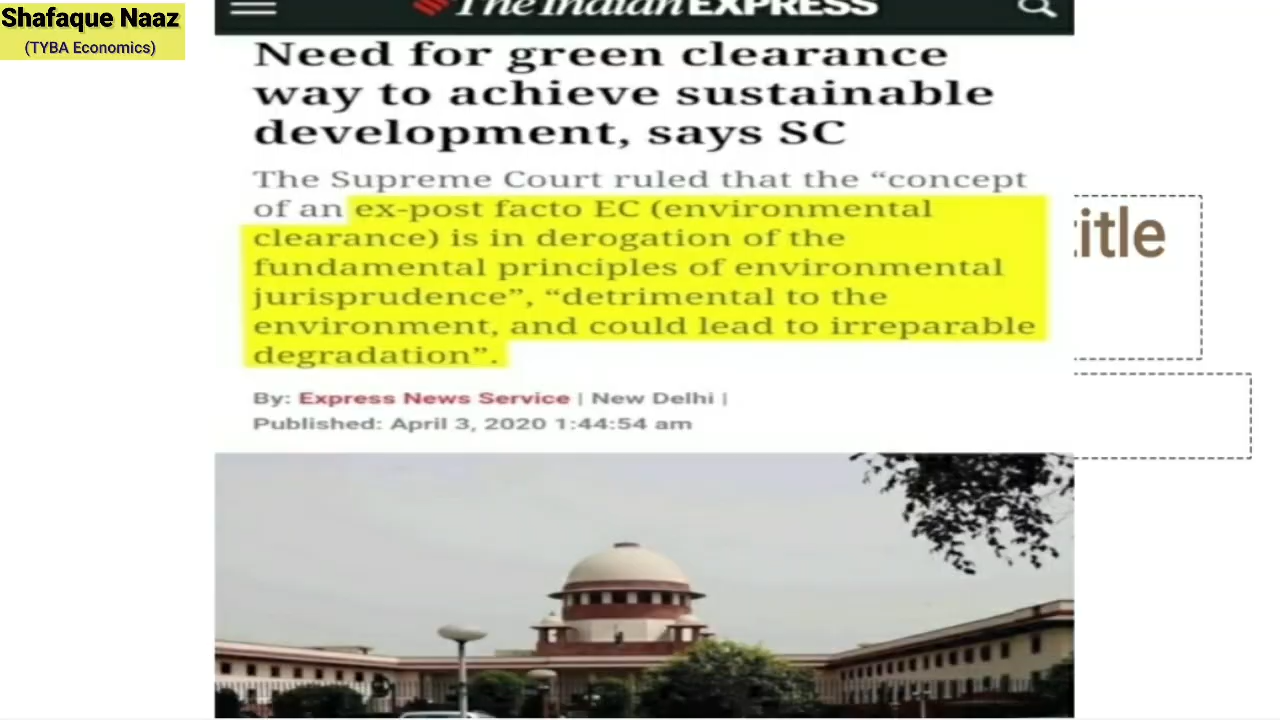 Shafaque Naaz
(TYBA Economics)
The Indian EXPRESS
Need for green clearance
way to achieve sustainable
development, says SC
The Supreme Court ruled that the “concept
of an ex-post facto EC (environmental
clearance) is in derogation of the
fundamental principles of environmental
jurisprudence”, “detrimental to the
environment, and could lead to irreparable
degradation”.
By: Express News Service | New Delhi |
Published: April 3, 2020 1:44:54 am
itle